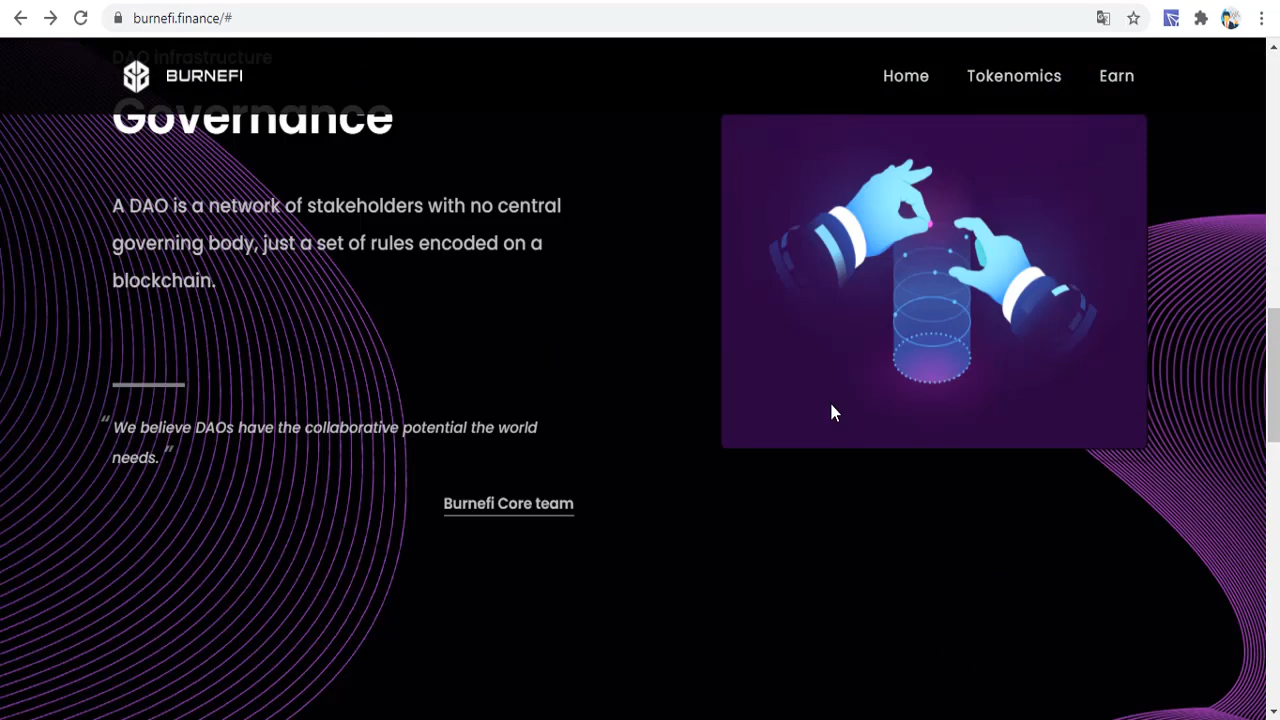 burnefi.finance/#
DAO infrastructure
BURNEFI
Home Tokenomics Earn
Governance
A DAO is a network of stakeholders with no central
governing body, just a set of rules encoded on a
blockchain.
“ We believe DAOs have the collaborative potential the world
needs. ”
Burnefi Core team